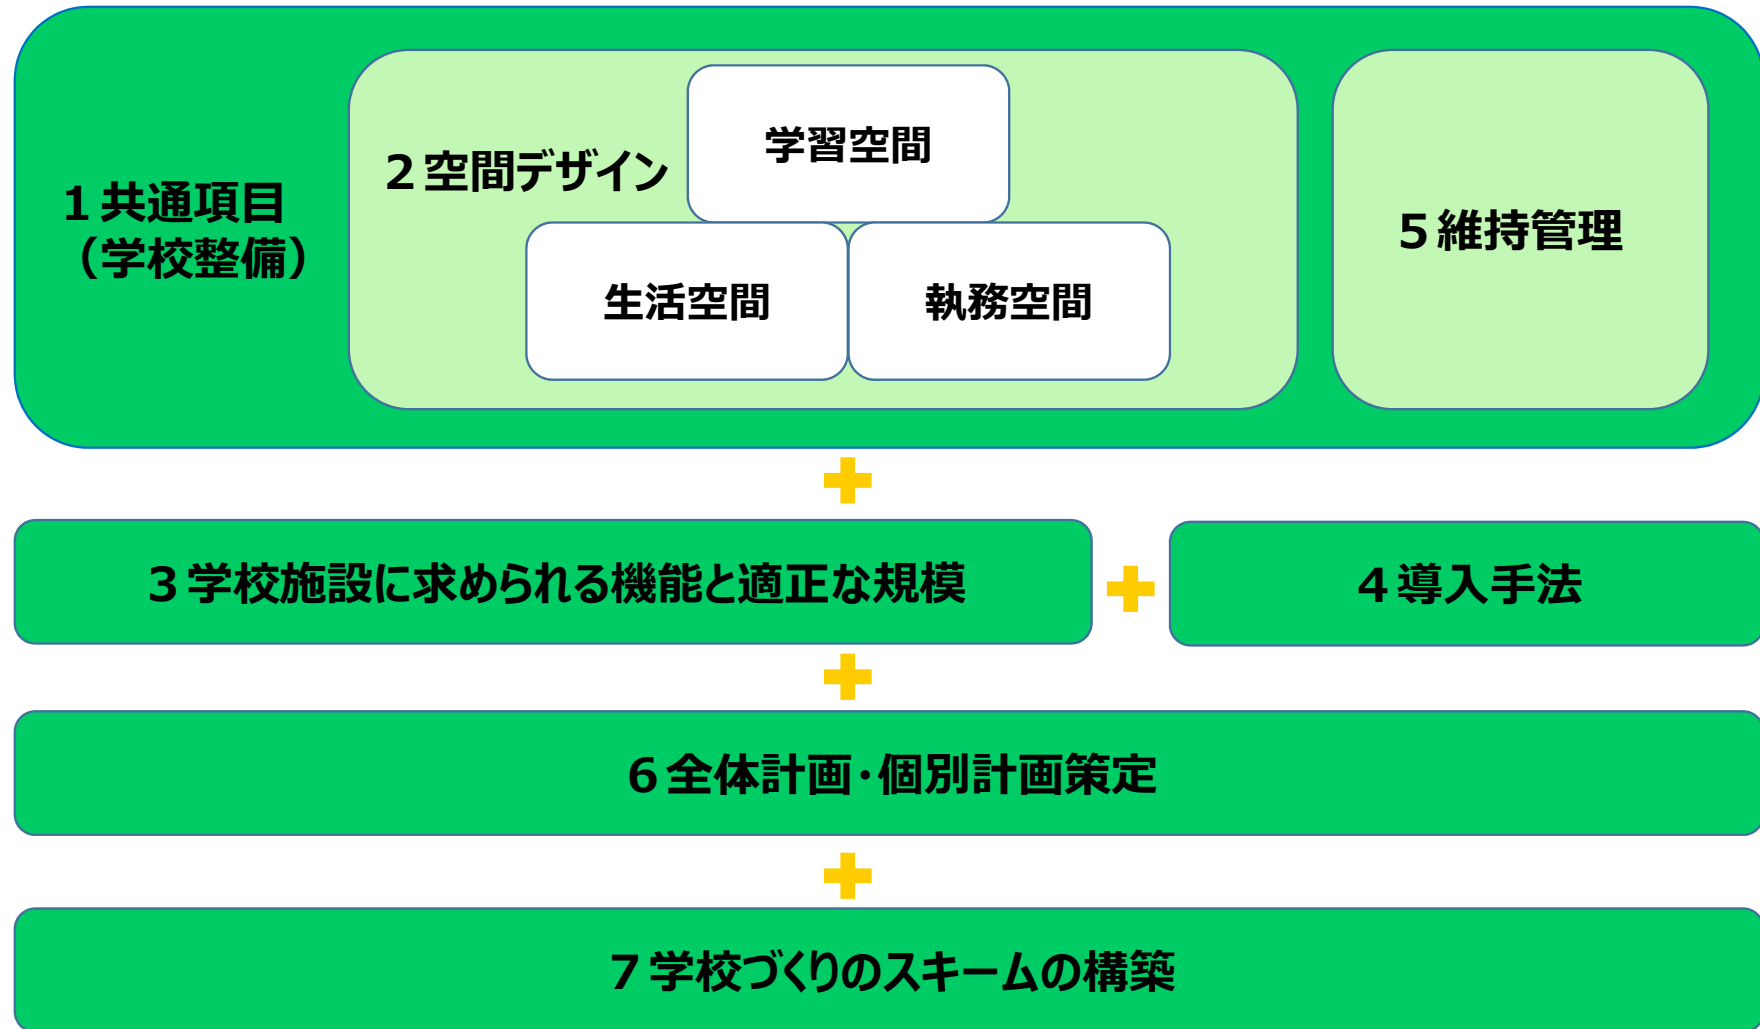 １共通項目
（学校整備）
２空間デザイン
学習空間
生活空間
執務空間
５維持管理
３学校施設に求められる機能と適正な規模
４導入手法
６全体計画・個別計画策定
７学校づくりのスキームの構築